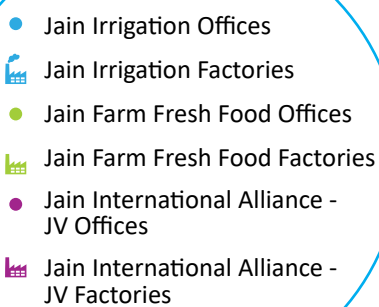 Jain Irrigation Offices
Jain Irrigation Factories
Jain Farm Fresh Food Offices
Jain Farm Fresh Food Factories
Jain International Alliance -
JV Offices
Jain International Alliance -
JV Factories